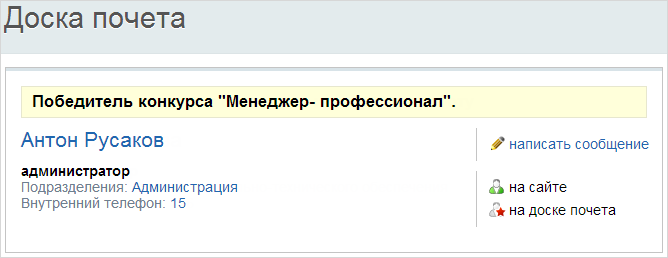 Доска почета
Победитель конкурса "Менеджер- профессионал".
Антон Русаков
администратор
Подразделения: Администрация
Внутренний телефон: 15
написать сообщение
на сайте
на доске почета